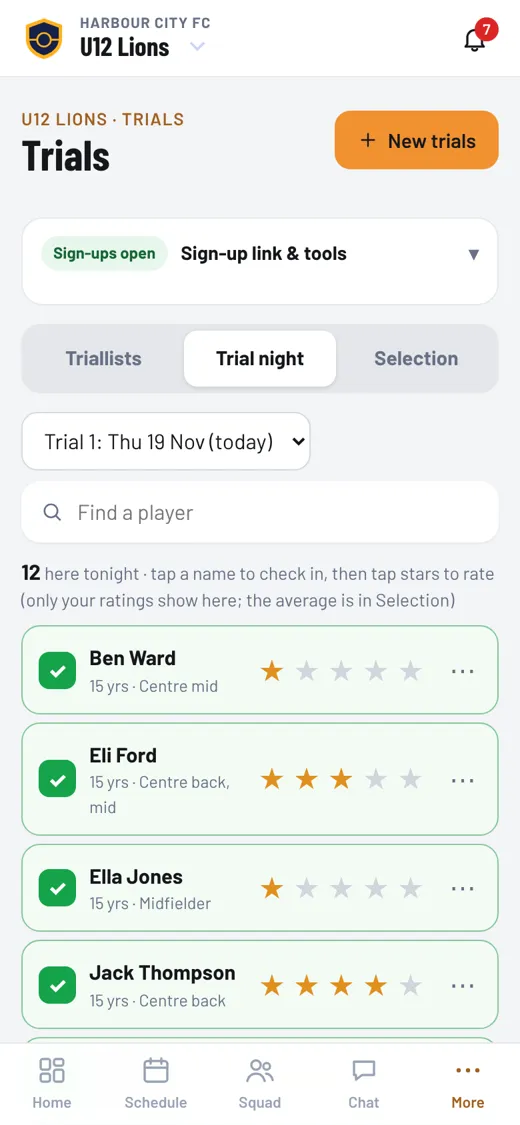 HARBOUR CITY FC
U12 Lions
7
U12 LIONS · TRIALS
Trials
+ New trials
Sign-ups open
Sign-up link & tools
Triallists
Trial night
Selection
Trial 1: Thu 19 Nov (today)
Find a player
12 here tonight · tap a name to check in, then tap stars to rate
(only your ratings show here; the average is in Selection)
Ben Ward
15 yrs · Centre mid
Eli Ford
15 yrs · Centre back,
mid
Ella Jones
15 yrs · Midfielder
Jack Thompson
15 yrs · Centre back
Home
Schedule
Squad
Chat
More